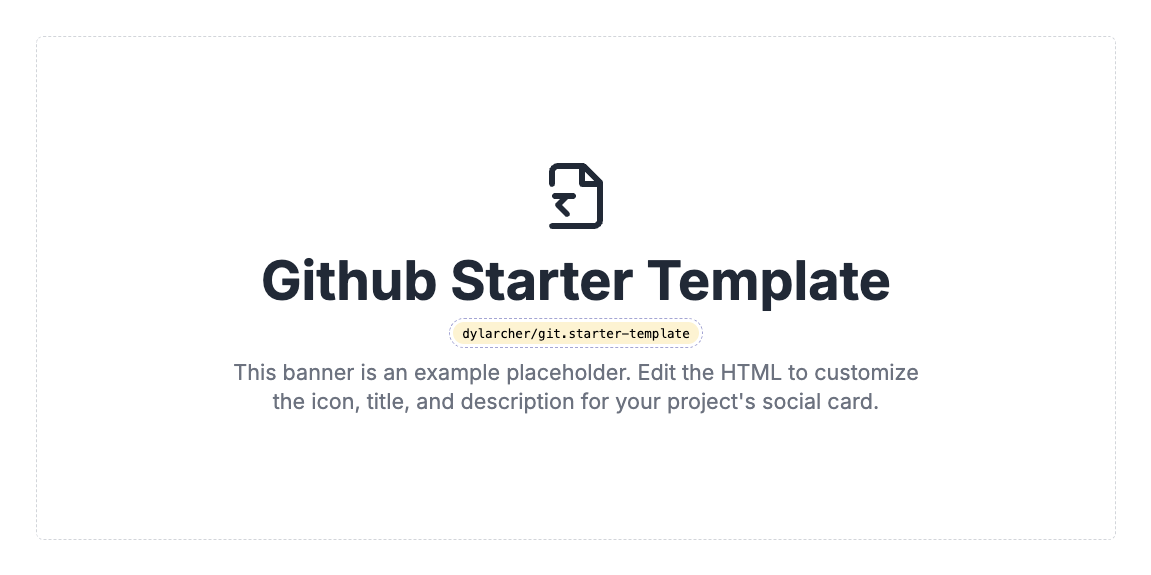 Github Starter Template
dylarcher/git.starter-template
This banner is an example placeholder. Edit the HTML to customize
the icon, title, and description for your project's social card.